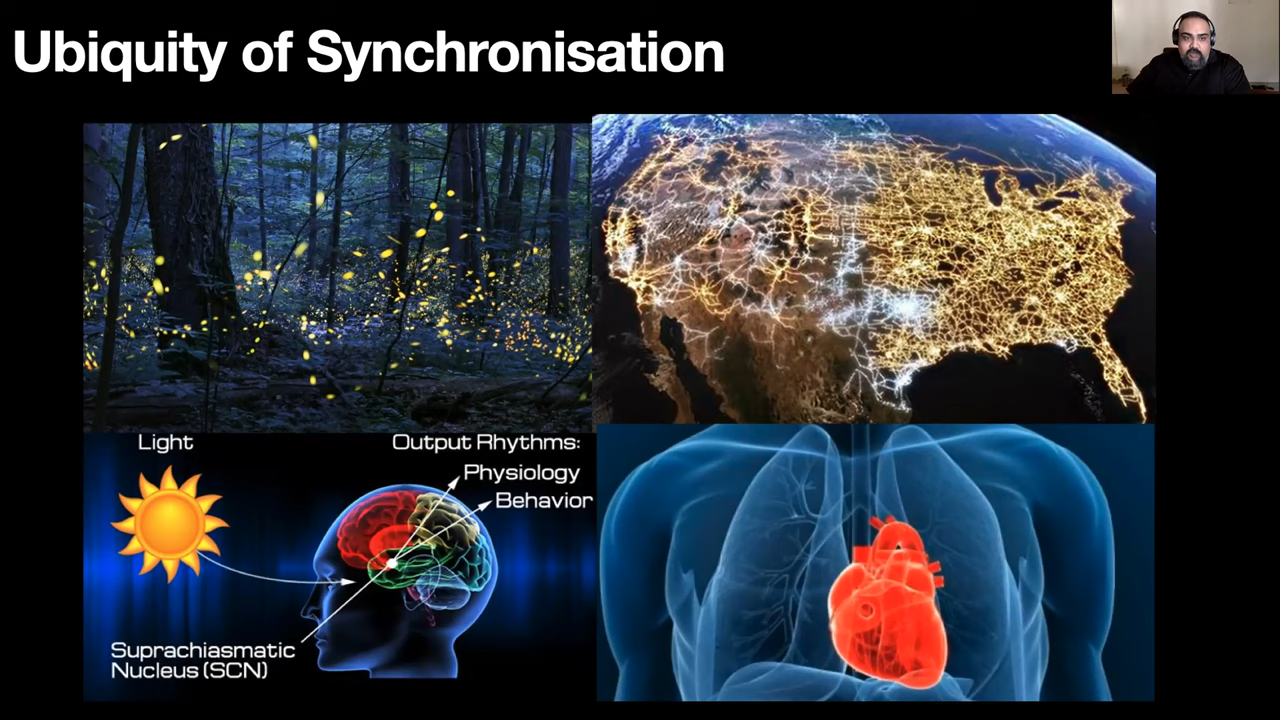 Ubiquity of Synchronisation
Light
Output Rhythms:
Physiology
Behavior
Suprachiasmatic
Nucleus (SCN)